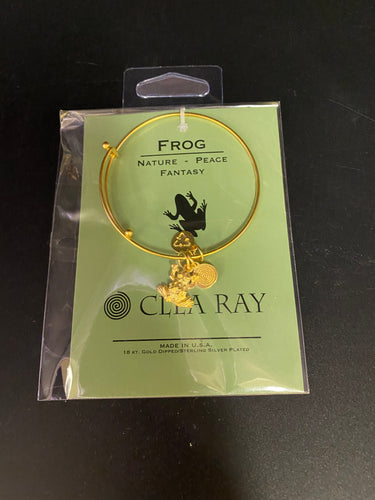 FROG
NATURE - PEACE
FANTASY
CLEA RAY
MADE IN U.S.A.
18 KT. GOLD DIPPED/STERLING SILVER PLATED